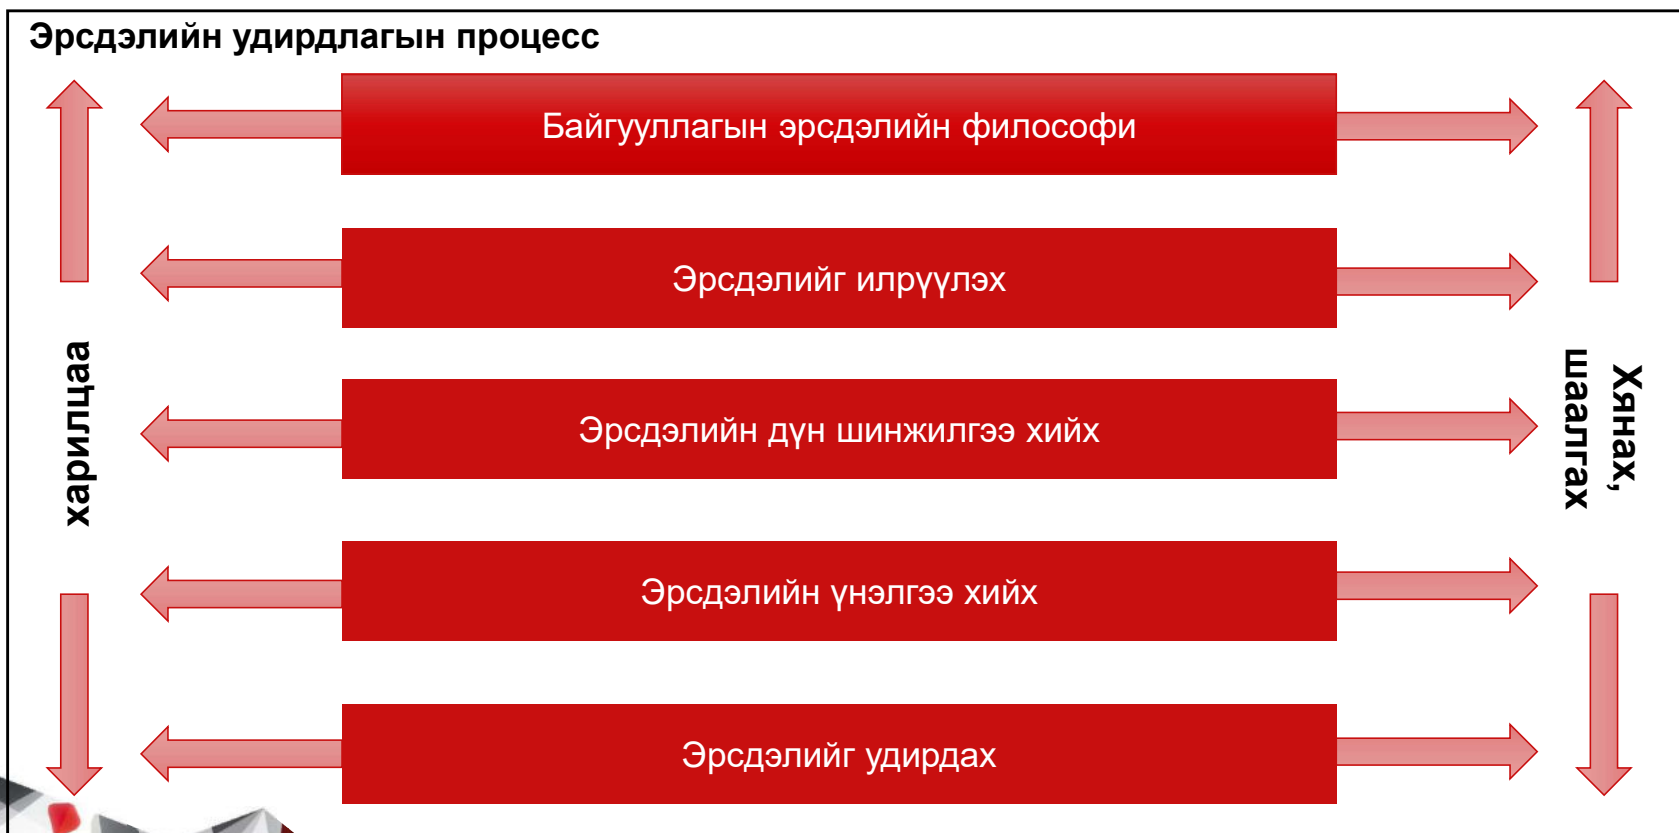 Эрсдэлийн удирдлагын процесс
Байгууллагын эрсдэлийн философи
Эрсдэлийг илрүүлэх
Эрсдэлийн дүн шинжилгээ хийх
Эрсдэлийн үнэлгээ хийх
Эрсдэлийг удирдах
харилцаа
Хянах,
шаалгах